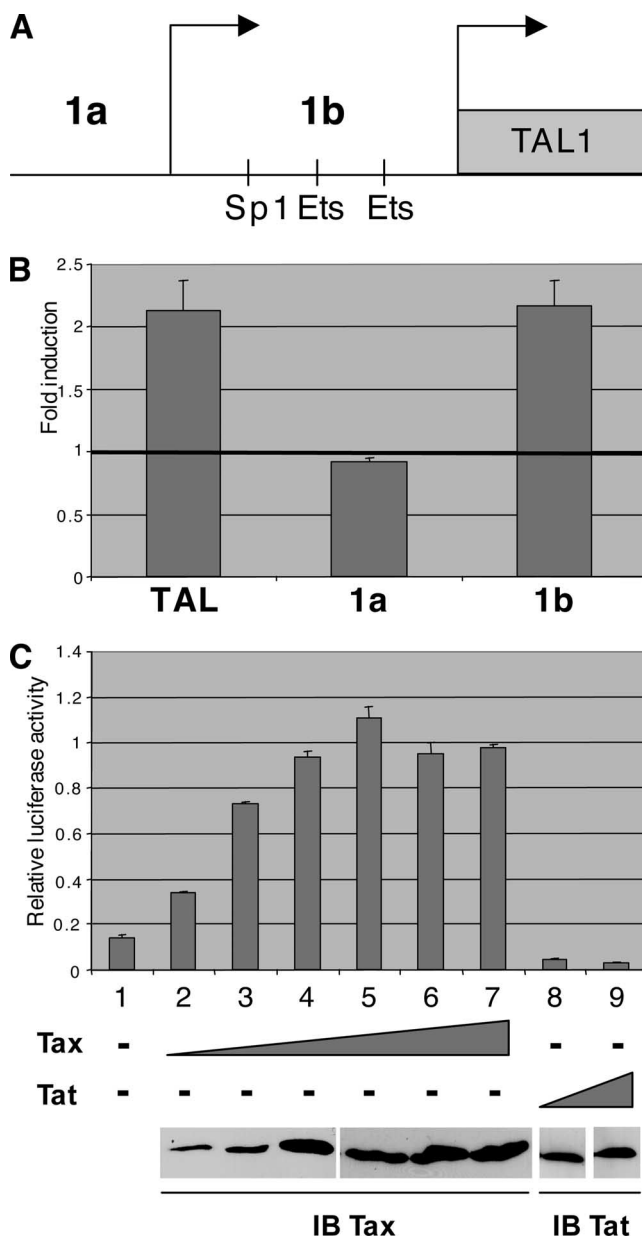 A
1a
1b
TAL1
Sp1 Ets Ets
B
Fold induction
2.5
2
1.5
1
0.5
0
TAL 1a 1b
C
Relative luciferase activity
1.4
1.2
1
0.8
0.6
0.4
0.2
0
1 2 3 4 5 6 7 8 9
Tax - - -
Tat - - - - - - -
IB Tax IB Tat